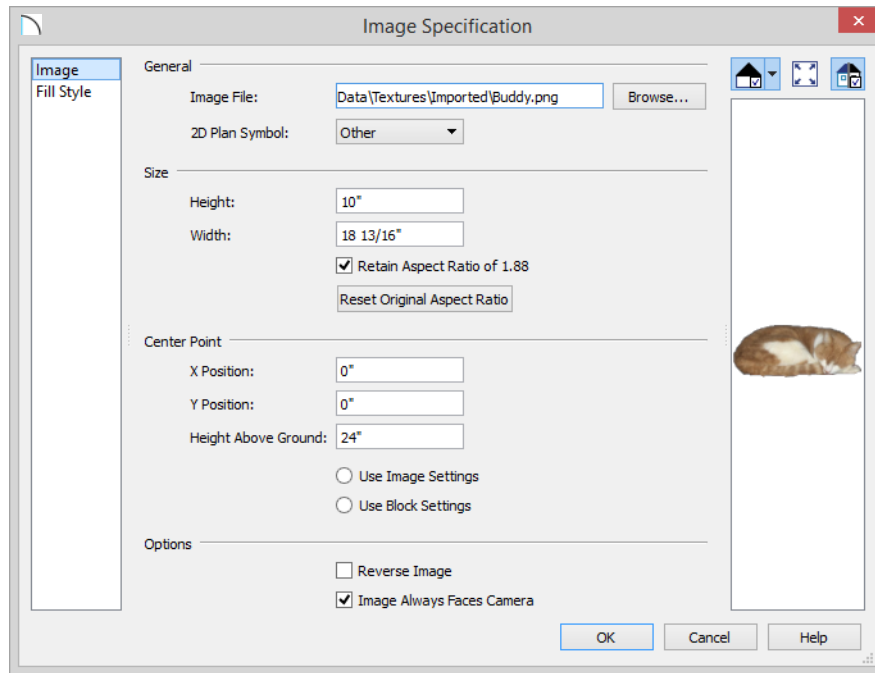 Image Specification
Image
Fill Style
General
Image File: Data\Textures\Imported\Buddy.png Browse...
2D Plan Symbol: Other
Size
Height: 10"
Width: 18 13/16"
Retain Aspect Ratio of 1.88
Reset Original Aspect Ratio
Center Point
X Position: 0"
Y Position: 0"
Height Above Ground: 24"
Use Image Settings
Use Block Settings
Options
Reverse Image
Image Always Faces Camera
OK Cancel Help